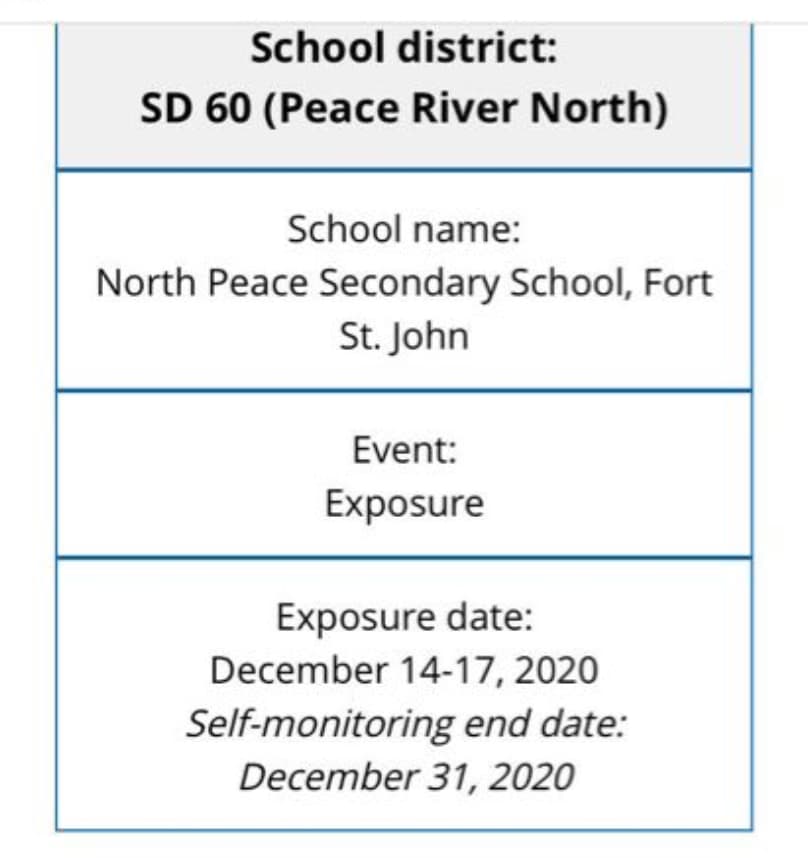 School district:
SD 60 (Peace River North)
School name:
North Peace Secondary School, Fort
St. John
Event:
Exposure
Exposure date:
December 14-17, 2020
Self-monitoring end date:
December 31, 2020